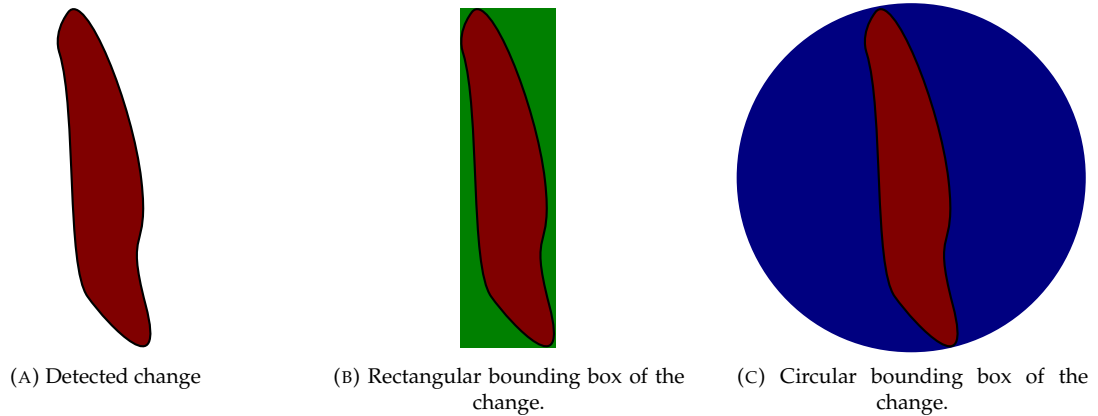 (A) Detected change
(B) Rectangular bounding box of the
change.
(C) Circular bounding box of the
change.